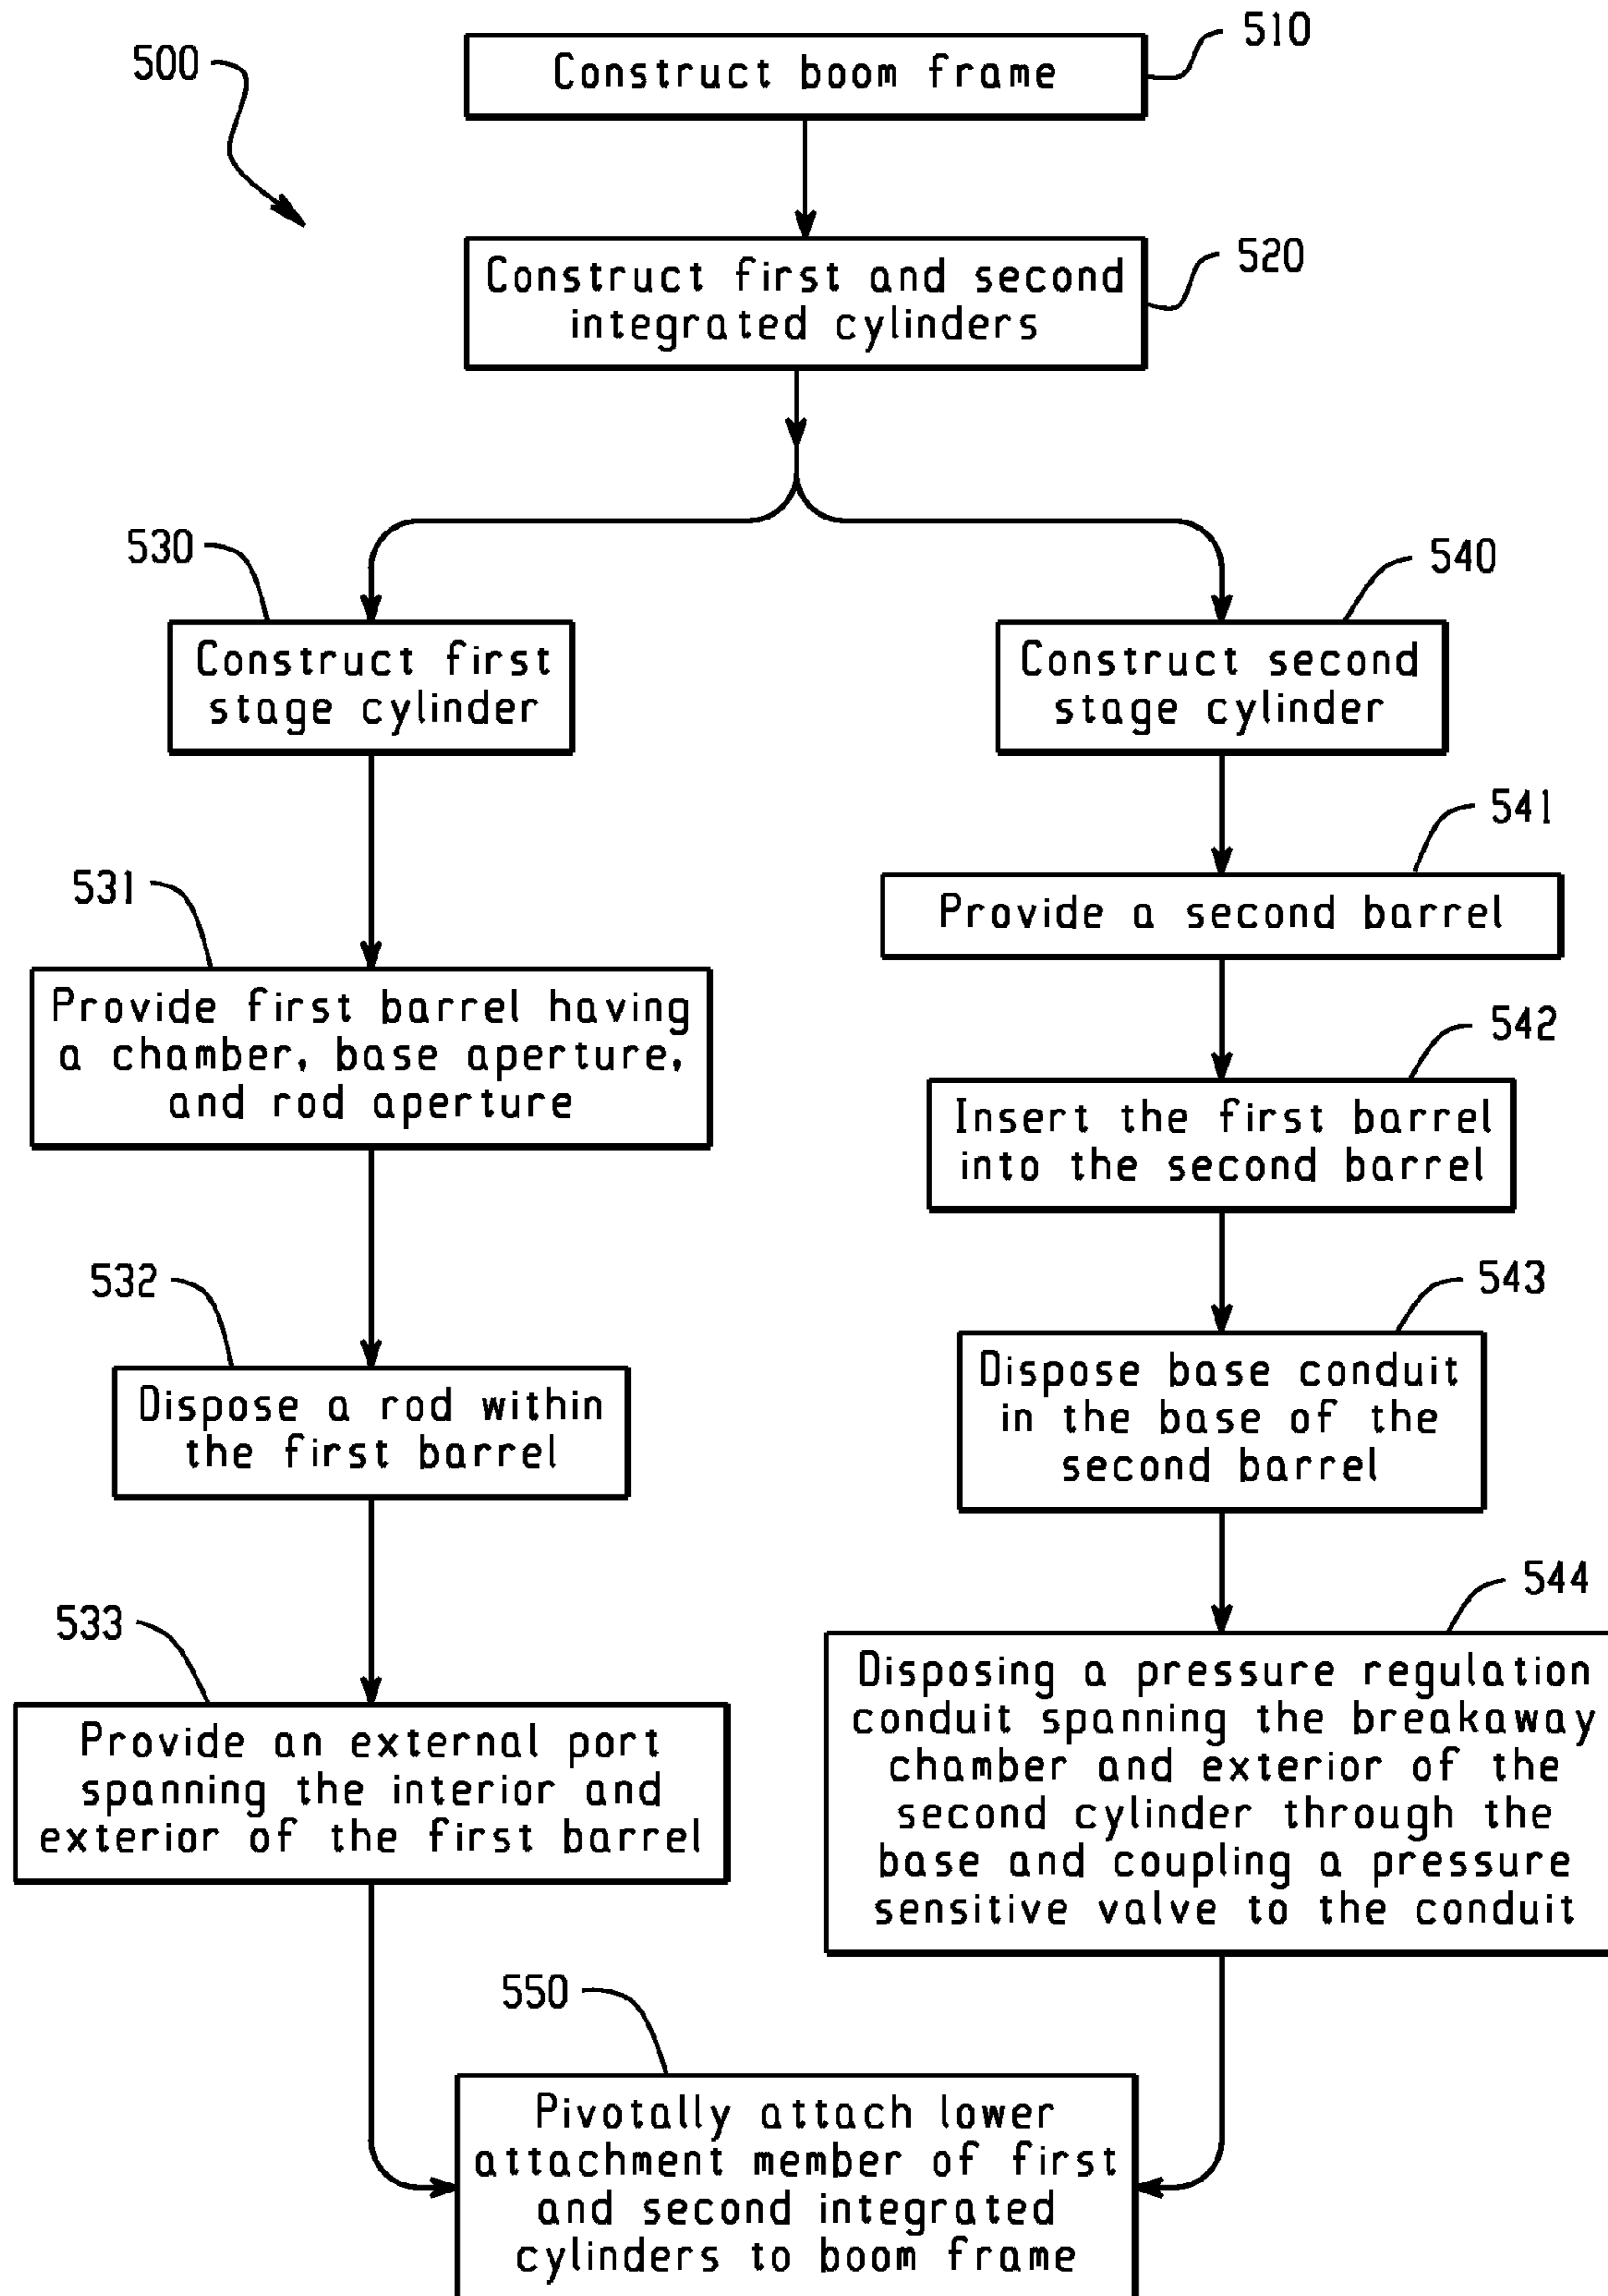 500
510
Construct boom frame
520
Construct first and second
integrated cylinders
530
Construct first
stage cylinder
531
Provide first barrel having
a chamber, base aperture,
and rod aperture
532
Dispose a rod within
the first barrel
533
Provide an external port
spanning the interior and
exterior of the first barrel
540
Construct second
stage cylinder
541
Provide a second barrel
542
Insert the first barrel
into the second barrel
543
Dispose base conduit
in the base of the
second barrel
544
Disposing a pressure regulation
conduit spanning the breakaway
chamber and exterior of the
second cylinder through the
base and coupling a pressure
sensitive valve to the conduit
550
Pivotally attach lower
attachment member of first
and second integrated
cylinders to boom frame